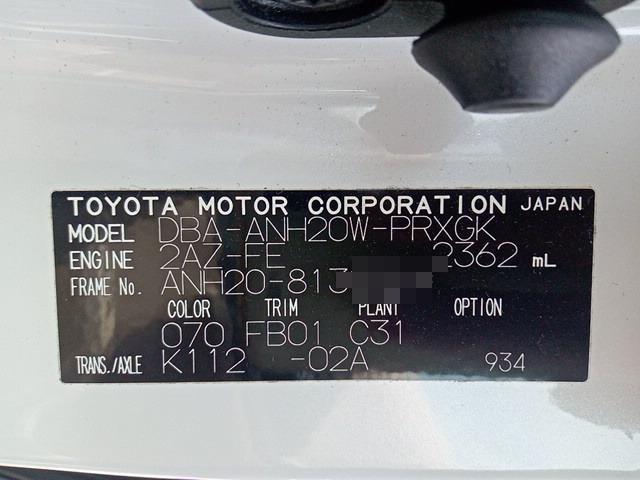 TOYOTA MOTOR CORPORATION JAPAN
MODEL DBA-ANH20W-PRXGK
ENGINE 2AZ-FE 2362 mL
FRAME No. ANH20-813
COLOR TRIM PLANT OPTION
070 FB01 C31
TRANS./AXLE K112 -02A 934